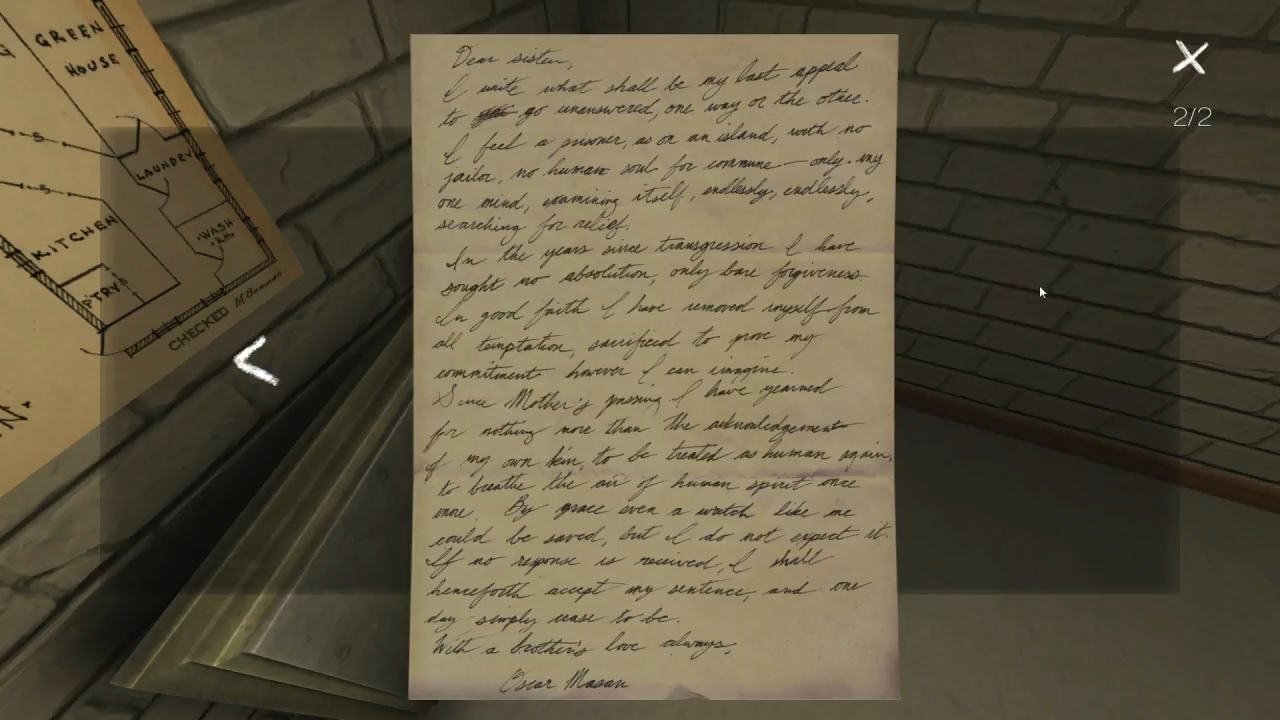 GREEN
HOUSE
S
LAUNDRY
S
WASH
RM.
KITCHEN
P'TRY
CHECKED M.
N.
2/2
Dear sister,
I write what shall be my last appeal
to go unanswered, one way or the other.
I feel a prisoner, as on an island, with no
jailor, no human soul for commune — only my
one mind, examining itself, endlessly, endlessly,
searching for relief.
In the years since transgression I have
sought no absolution, only bare forgiveness.
In good faith I have removed myself from
all temptation, sacrificed to prove my
commitment however I can imagine.
Since Mother's passing I have yearned
for nothing more than the acknowledgement
of my own kin, to be treated as human again,
to breathe the air of human spirit once
more. By grace even a wretch like me
could be saved, but I do not expect it.
If no response is received, I shall
henceforth accept my sentence, and one
day simply cease to be.
With a brother's love always,
Oscar Masan